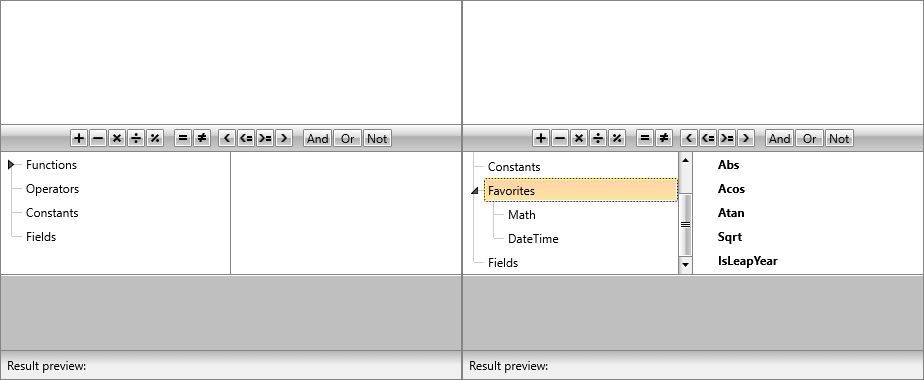 + − × ÷ % = ≠ < <= >= > And Or Not
Functions
Operators
Constants
Fields
Result preview:
+ − × ÷ % = ≠ < <= >= > And Or Not
Constants
Favorites
Math
DateTime
Fields
Abs
Acos
Atan
Sqrt
IsLeapYear
Result preview: